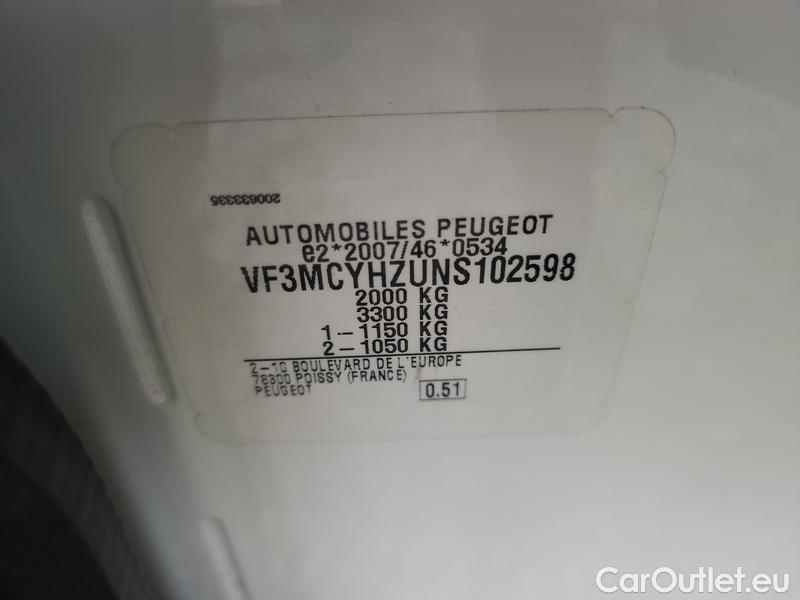 200633335
AUTOMOBILES PEUGEOT
e2*2007/46*0534
VF3MCYHZUNS102598
2000 KG
3300 KG
1-1150 KG
2-1050 KG
2-10 BOULEVARD DE L'EUROPE
78300 POISSY (FRANCE)
PEUGEOT
0.51
CarOutlet.eu